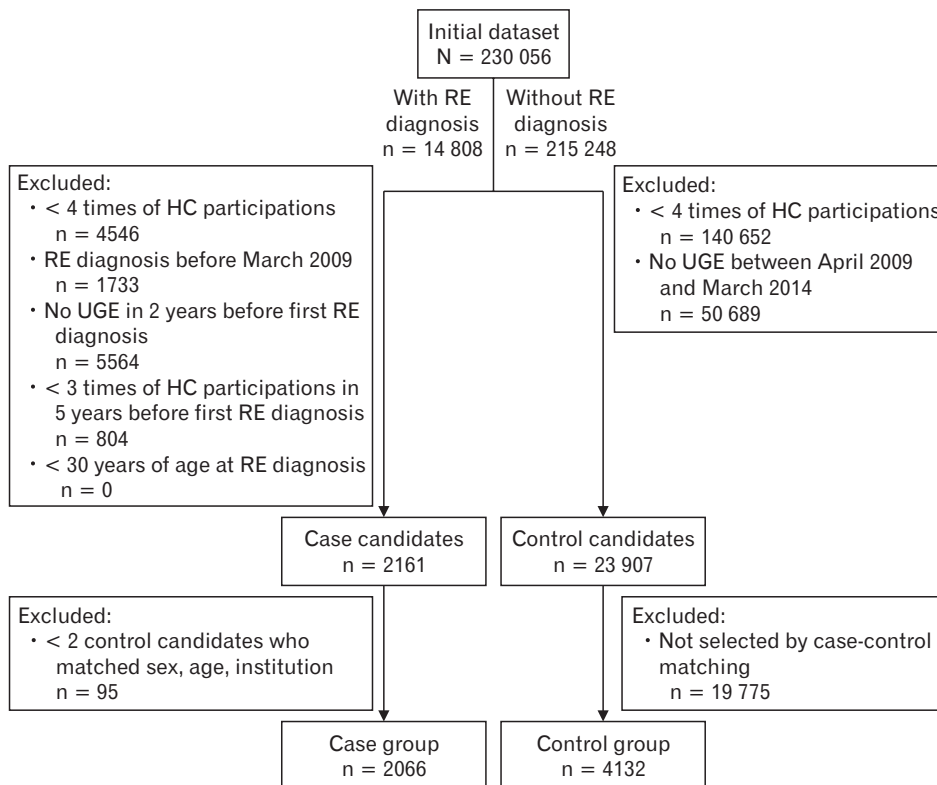 Initial dataset
N = 230 056
With RE
diagnosis
n = 14 808
Without RE
diagnosis
n = 215 248
Excluded:
・< 4 times of HC participations
n = 4546
・RE diagnosis before March 2009
n = 1733
・No UGE in 2 years before first RE
diagnosis
n = 5564
・< 3 times of HC participations in
5 years before first RE diagnosis
n = 804
・< 30 years of age at RE diagnosis
n = 0
Excluded:
・< 4 times of HC participations
n = 140 652
・No UGE between April 2009
and March 2014
n = 50 689
Case candidates
n = 2161
Control candidates
n = 23 907
Excluded:
・< 2 control candidates who
matched sex, age, institution
n = 95
Excluded:
・Not selected by case-control
matching
n = 19 775
Case group
n = 2066
Control group
n = 4132